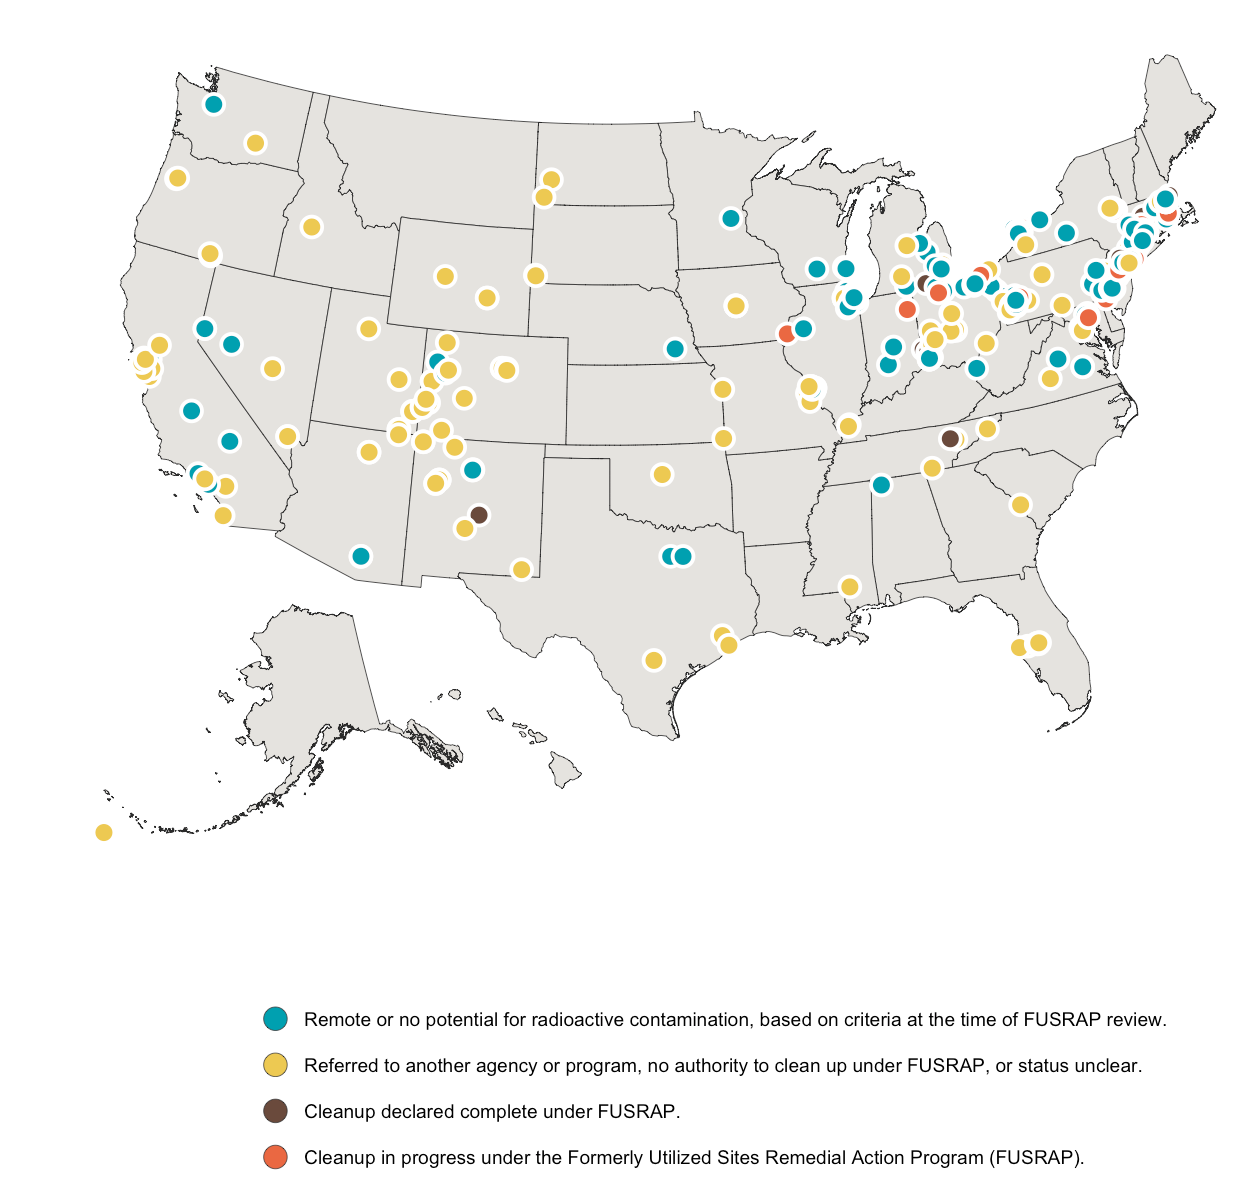 Remote or no potential for radioactive contamination, based on criteria at the time of FUSRAP review.
Referred to another agency or program, no authority to clean up under FUSRAP, or status unclear.
Cleanup declared complete under FUSRAP.
Cleanup in progress under the Formerly Utilized Sites Remedial Action Program (FUSRAP).